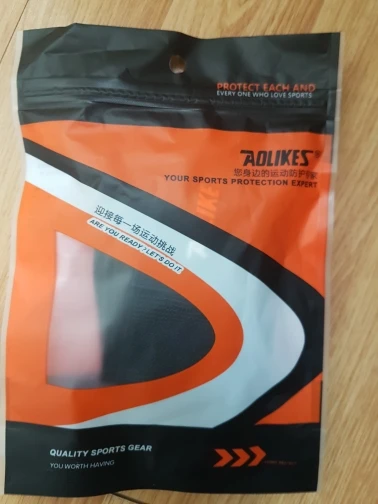 PROTECT EACH AND
EVERY ONE WHO LOVE SPORTS
AOLIKES
您身边的运动防护专家
YOUR SPORTS PROTECTION EXPERT
迎接每一场运动挑战
ARE YOU READY?LET'S DO IT
QUALITY SPORTS GEAR
YOU WORTH HAVING